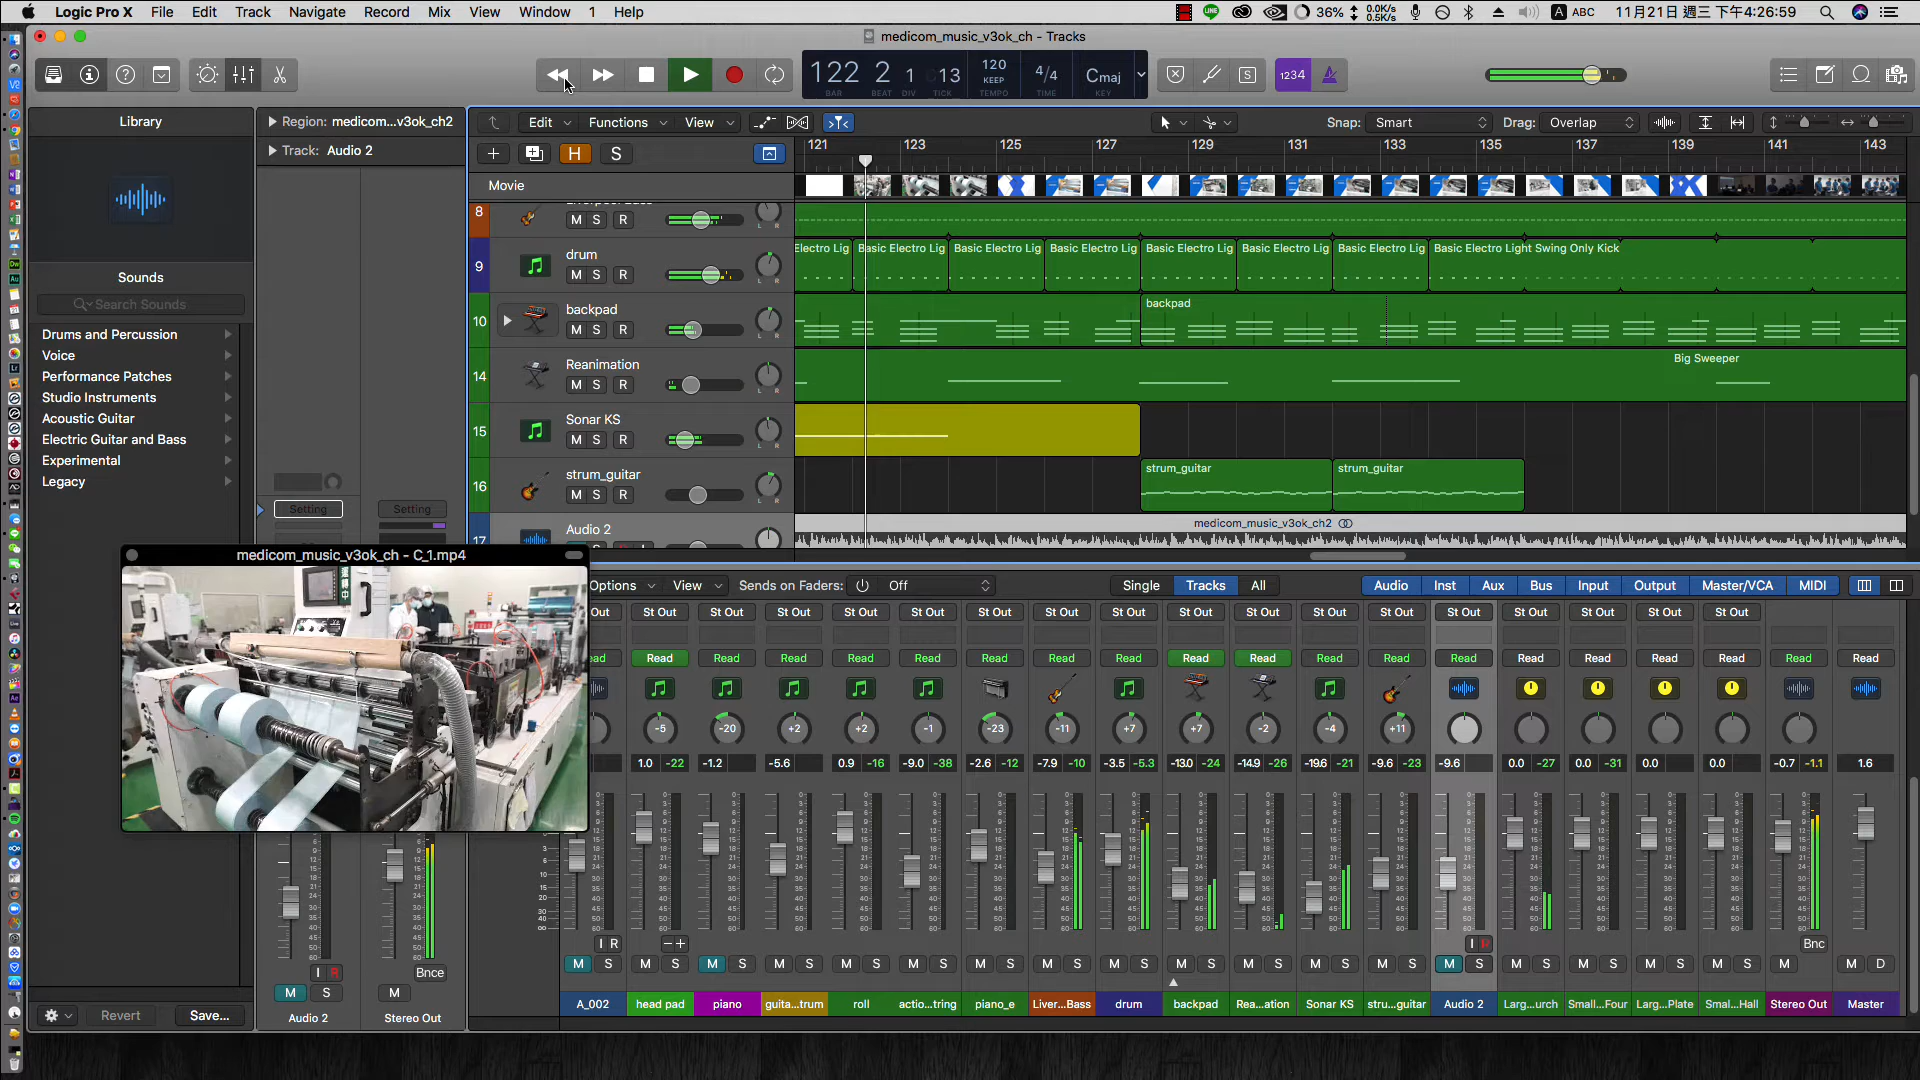 Logic Pro X File Edit Track Navigate Record Mix View Window 1 Help
36% 0.0K/s 0.5K/s A ABC 11月21日 週三 下午4:26:59
medicom_music_v3ok_ch - Tracks
122 2 1 13 120 KEEP 4/4 Cmaj
BAR BEAT DIV TICK TEMPO TIME KEY
S 1234
Library
Region: medicom...v3ok_ch2
Track: Audio 2
Edit Functions View
Snap: Smart Drag: Overlap
H S
121 123 125 127 129 131 133 135 137 139 141 143
Movie
Sounds
Search Sounds
Drums and Percussion
Voice
Performance Patches
Studio Instruments
Acoustic Guitar
Electric Guitar and Bass
Experimental
Legacy
8 M S R L R
9 drum M S R L R
Electro Lig Basic Electro Lig Basic Electro Lig Basic Electro Lig Basic Electro Lig Basic Electro Lig Basic Electro Lig Basic Electro Light Swing Only Kick
10 backpad M S R L R
backpad
14 Reanimation M S R L R
Big Sweeper
15 Sonar KS M S R L R
16 strum_guitar M S R L R
strum_guitar strum_guitar
17 Audio 2
medicom_music_v3ok_ch2
Setting Setting
medicom_music_v3ok_ch - C_1.mp4
運轉中
Options View Sends on Faders: Off
Single Tracks All
Audio Inst Aux Bus Input Output Master/VCA MIDI
Out St Out St Out St Out St Out St Out St Out St Out St Out St Out St Out St Out St Out St Out St Out St Out St Out St Out
ead Read Read Read Read Read Read Read Read Read Read Read Read Read Read Read Read Read Read Read
-5 -20 +2 +2 -1 -23 -11 +7 +7 -2 -4 +11
1.0 -22 -1.2 -5.6 0.9 -16 -9.0 -38 -2.6 -12 -7.9 -10 -3.5 -5.3 -13.0 -24 -14.9 -26 -19.6 -21 -9.6 -23 -9.6 0.0 -27 0.0 -31 0.0 0.0 -0.7 -1.1 1.6
I R I R Bnc
M S M S M S M S M S M S M S M S M S M S M S M S M S M S M S M S M S M S M M D
A_002 head pad piano guita...trum roll actio...tring piano_e Liver...Bass drum backpad Rea...ation Sonar KS stru...guitar Audio 2 Larg...urch Small...Four Larg...Plate Smal...Hall Stereo Out Master
I R Bnce
M S M
Audio 2 Stereo Out
Revert Save...